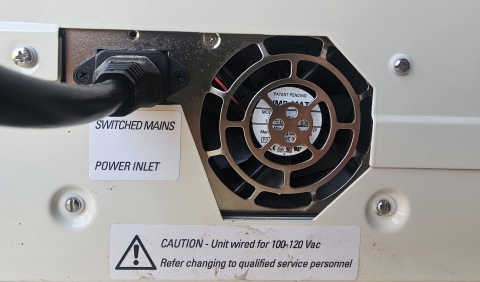 PATENT PENDING
SWITCHED MAINS
POWER INLET
CAUTION - Unit wired for 100-120 Vac
Refer changing to qualified service personnel